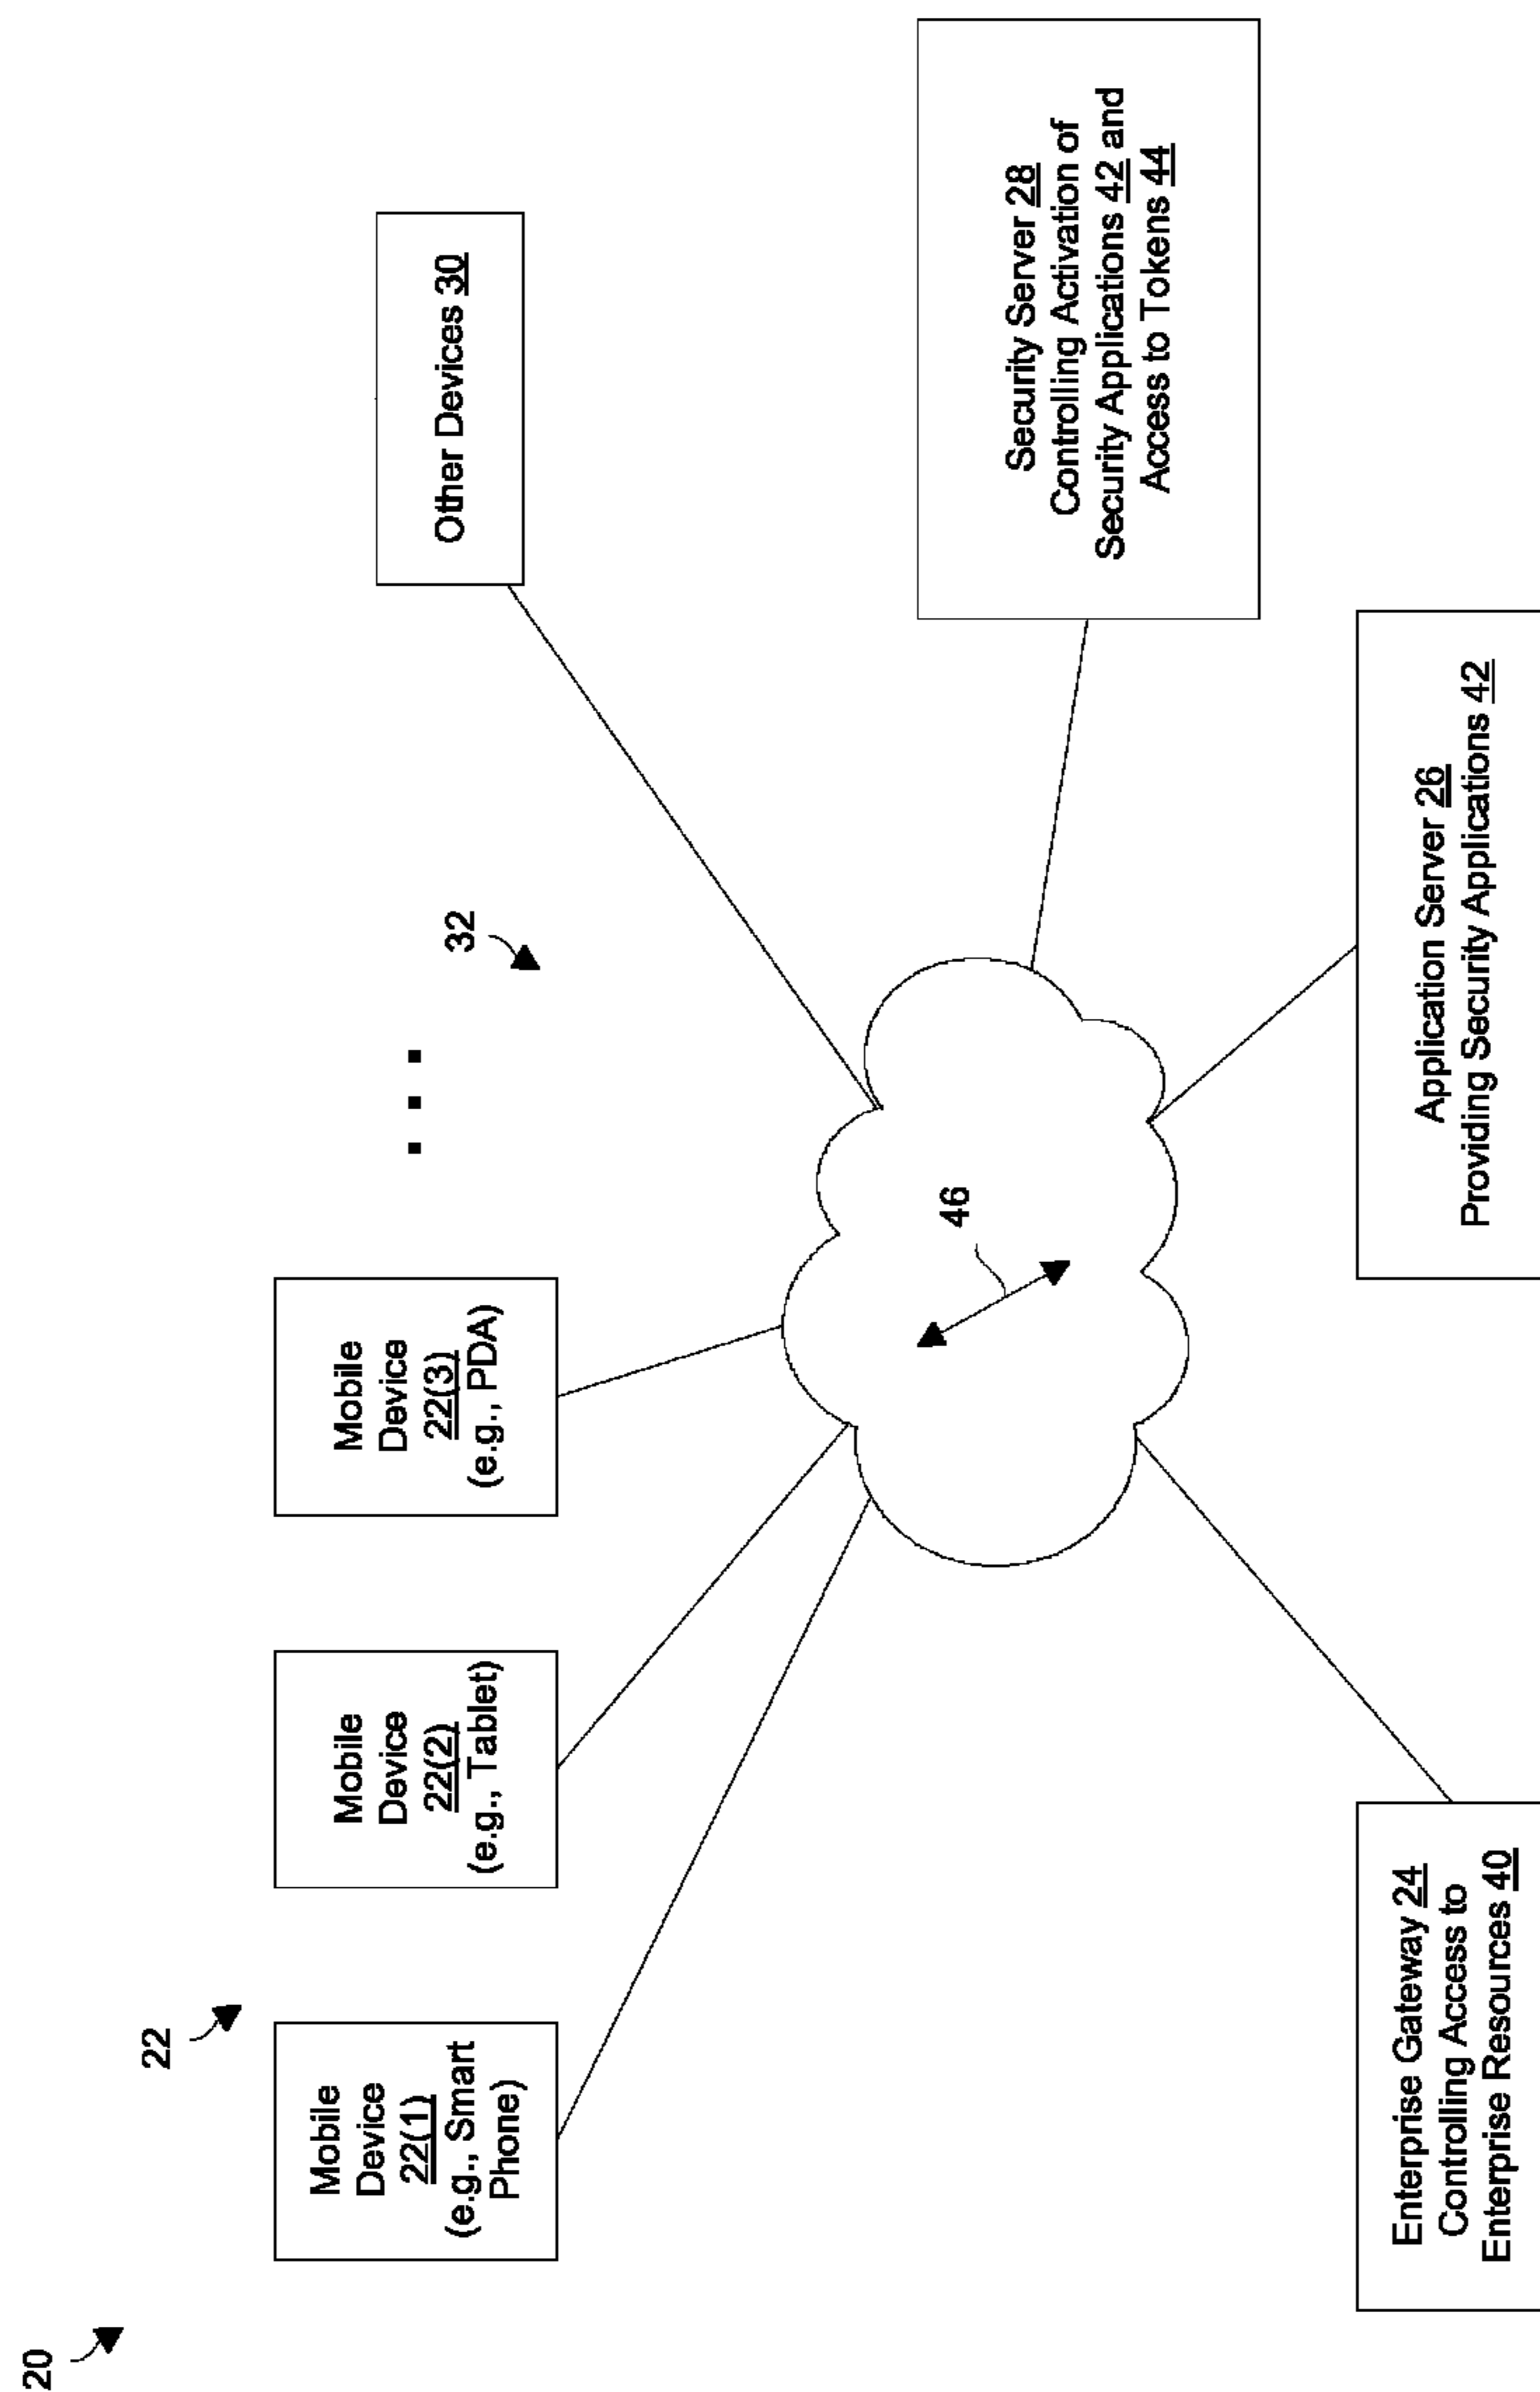 20
22
Mobile
Device
22(1)
(e.g., Smart
Phone)
Mobile
Device
22(2)
(e.g., Tablet)
Mobile
Device
22(3)
(e.g., PDA)
32
Other Devices 30
46
Enterprise Gateway 24
Controlling Access to
Enterprise Resources 40
Application Server 26
Providing Security Applications 42
Security Server 28
Controlling Activation of
Security Applications 42 and
Access to Tokens 44